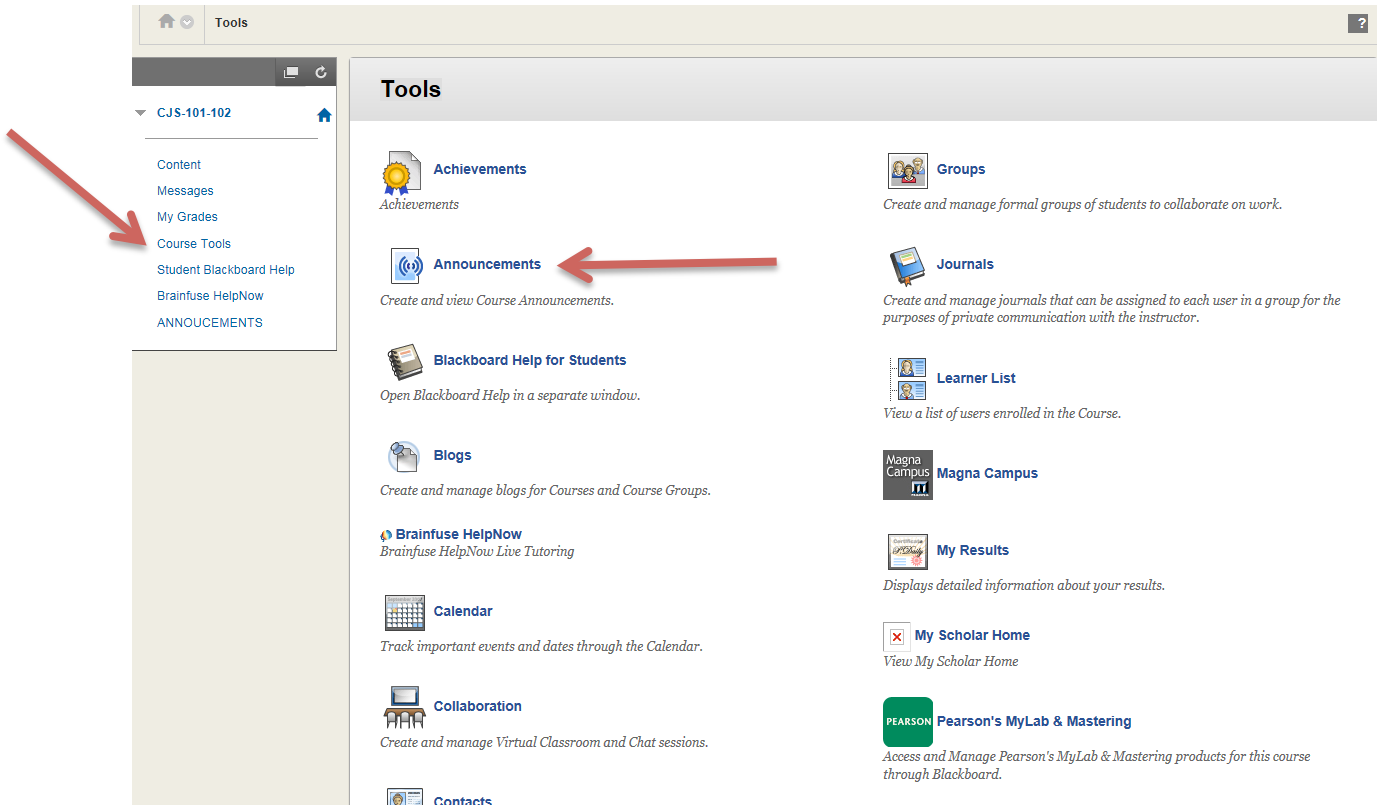 Tools
?
CJS-101-102
Content
Messages
My Grades
Course Tools
Student Blackboard Help
Brainfuse HelpNow
ANNOUCEMENTS
Tools
Achievements
Achievements
Announcements
Create and view Course Announcements.
Blackboard Help for Students
Open Blackboard Help in a separate window.
Blogs
Create and manage blogs for Courses and Course Groups.
Brainfuse HelpNow
Brainfuse HelpNow Live Tutoring
Calendar
Track important events and dates through the Calendar.
Collaboration
Create and manage Virtual Classroom and Chat sessions.
Contacts
Groups
Create and manage formal groups of students to collaborate on work.
Journals
Create and manage journals that can be assigned to each user in a group for the
purposes of private communication with the instructor.
Learner List
View a list of users enrolled in the Course.
Magna
Campus
Magna Campus
My Results
Displays detailed information about your results.
My Scholar Home
View My Scholar Home
PEARSON
Pearson's MyLab & Mastering
Access and Manage Pearson's MyLab & Mastering products for this course
through Blackboard.